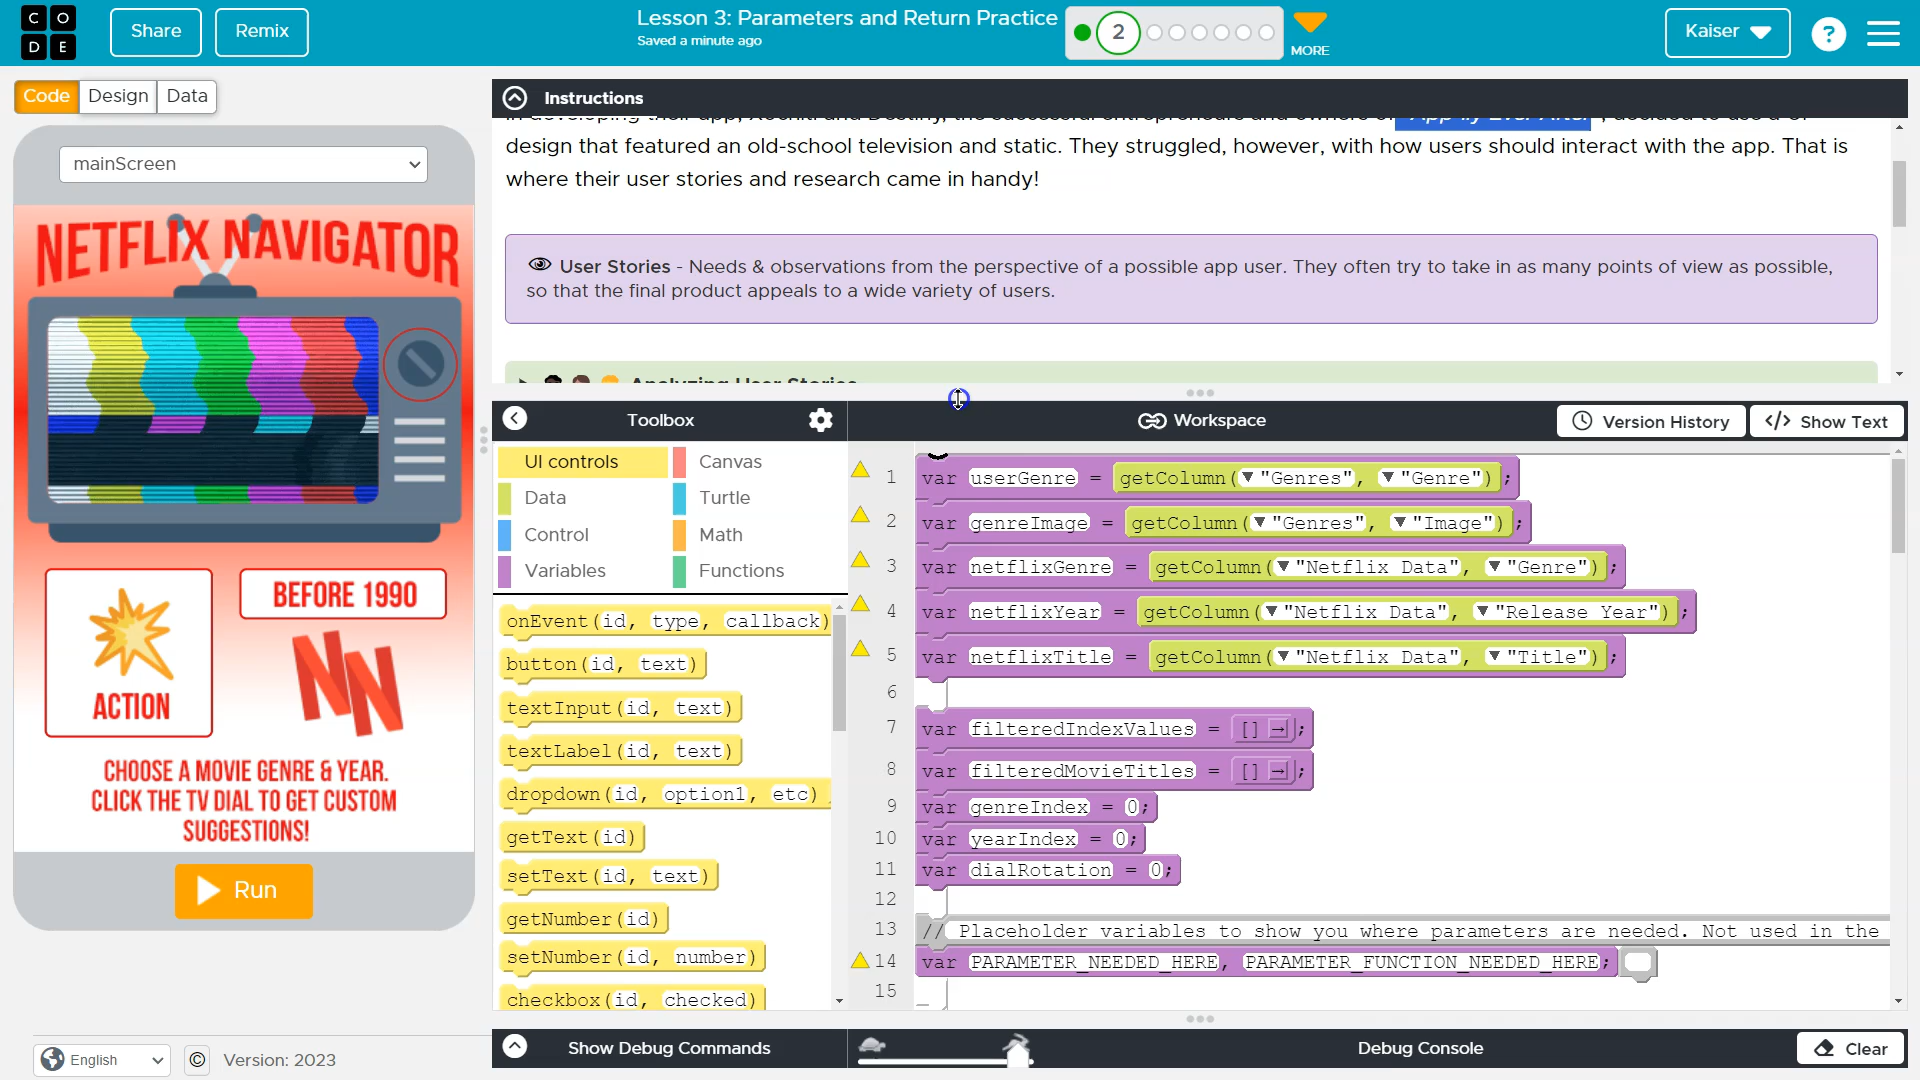 CODE
Share
Remix
Lesson 3: Parameters and Return Practice
Saved a minute ago
2
MORE
Kaiser
?
Code
Design
Data
Instructions
design that featured an old-school television and static. They struggled, however, with how users should interact with the app. That is
where their user stories and research came in handy!
User Stories - Needs & observations from the perspective of a possible app user. They often try to take in as many points of view as possible,
so that the final product appeals to a wide variety of users.
Analyzing User Stories
mainScreen
NETFLIX NAVIGATOR
ACTION
BEFORE 1990
NN
CHOOSE A MOVIE GENRE & YEAR.
CLICK THE TV DIAL TO GET CUSTOM
SUGGESTIONS!
Run
Toolbox
Workspace
Version History
</> Show Text
UI controls
Canvas
Data
Turtle
Control
Math
Variables
Functions
onEvent(id, type, callback)
button(id, text)
textInput(id, text)
textLabel(id, text)
dropdown(id, option1, etc)
getText(id)
setText(id, text)
getNumber(id)
setNumber(id, number)
checkbox(id, checked)
1 var userGenre = getColumn(▼"Genres", ▼"Genre");
2 var genreImage = getColumn(▼"Genres", ▼"Image");
3 var netflixGenre = getColumn(▼"Netflix Data", ▼"Genre");
4 var netflixYear = getColumn(▼"Netflix Data", ▼"Release Year");
5 var netflixTitle = getColumn(▼"Netflix Data", ▼"Title");
6
7 var filteredIndexValues = [] →;
8 var filteredMovieTitles = [] →;
9 var genreIndex = 0;
10 var yearIndex = 0;
11 var dialRotation = 0;
12
13 // Placeholder variables to show you where parameters are needed. Not used in the
14 var PARAMETER_NEEDED_HERE, PARAMETER_FUNCTION_NEEDED_HERE;
15
English
© Version: 2023
Show Debug Commands
Debug Console
Clear